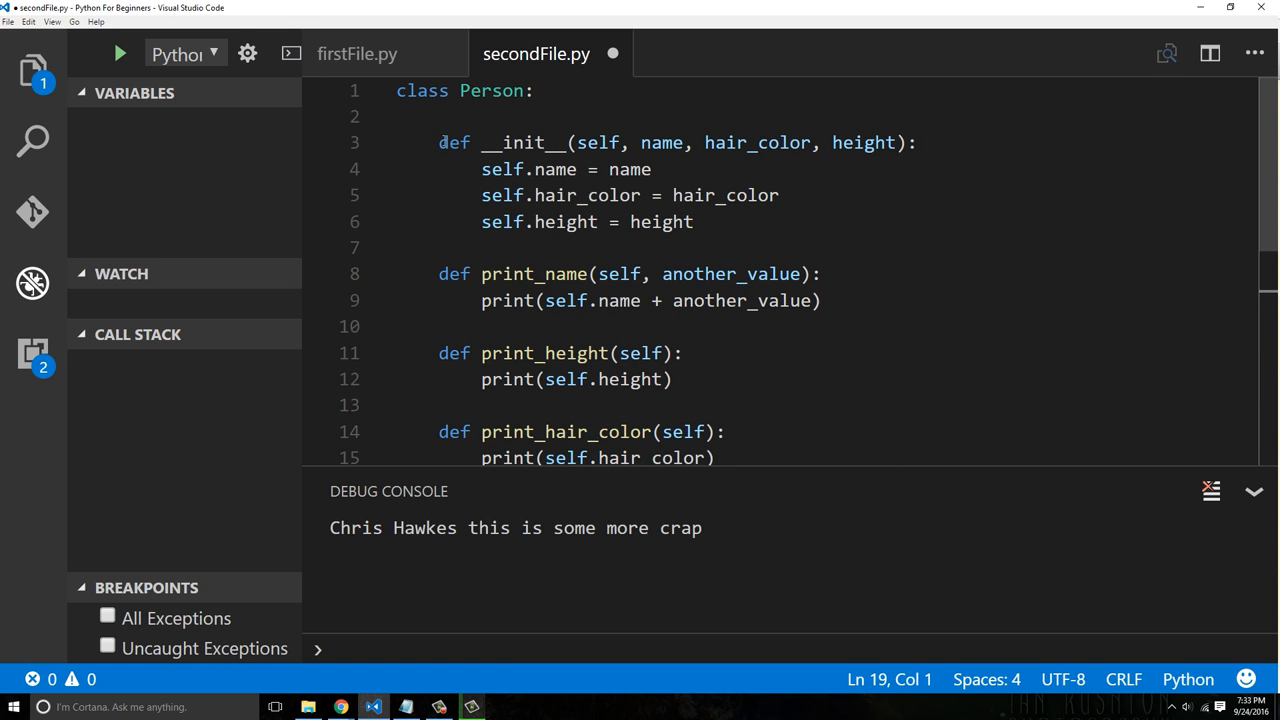 ● secondFile.py - Python For Beginners - Visual Studio Code
File Edit View Go Help
Python
firstFile.py
secondFile.py
1
2
VARIABLES
WATCH
CALL STACK
BREAKPOINTS
All Exceptions
Uncaught Exceptions
1 class Person:
2
3 def __init__(self, name, hair_color, height):
4 self.name = name
5 self.hair_color = hair_color
6 self.height = height
7
8 def print_name(self, another_value):
9 print(self.name + another_value)
10
11 def print_height(self):
12 print(self.height)
13
14 def print_hair_color(self):
15 print(self.hair_color)
DEBUG CONSOLE
Chris Hawkes this is some more crap
0 0
Ln 19, Col 1 Spaces: 4 UTF-8 CRLF Python
I'm Cortana. Ask me anything.
7:33 PM
9/24/2016